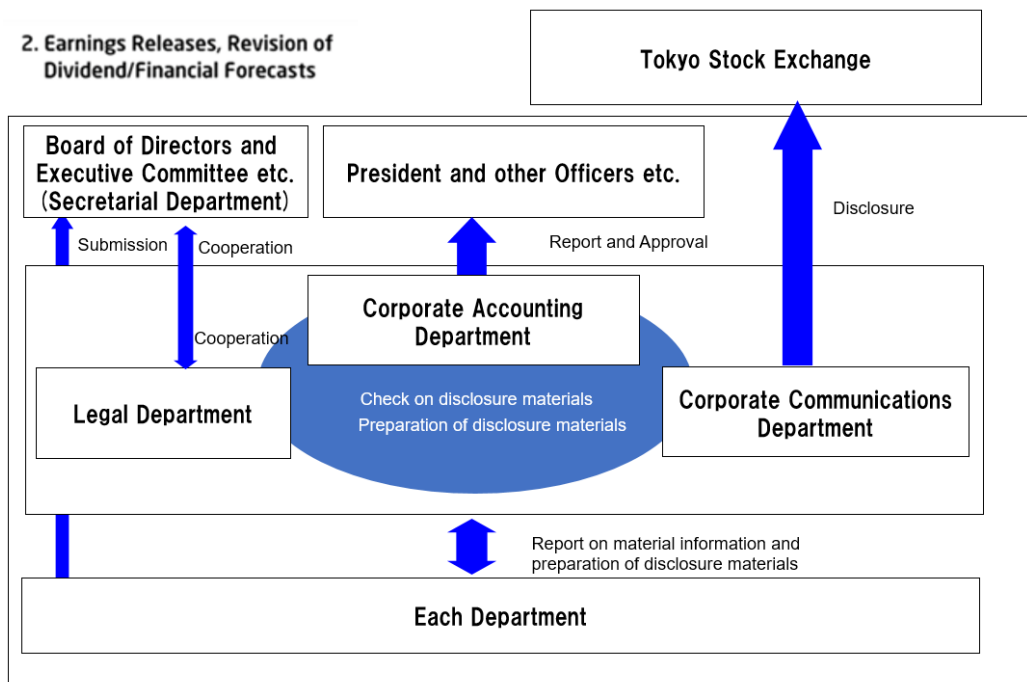 2. Earnings Releases, Revision of
Dividend/Financial Forecasts
Tokyo Stock Exchange
Board of Directors and
Executive Committee etc.
(Secretarial Department)
President and other Officers etc.
Disclosure
Submission
Cooperation
Report and Approval
Corporate Accounting
Department
Cooperation
Legal Department
Check on disclosure materials
Preparation of disclosure materials
Corporate Communications
Department
Report on material information and
preparation of disclosure materials
Each Department